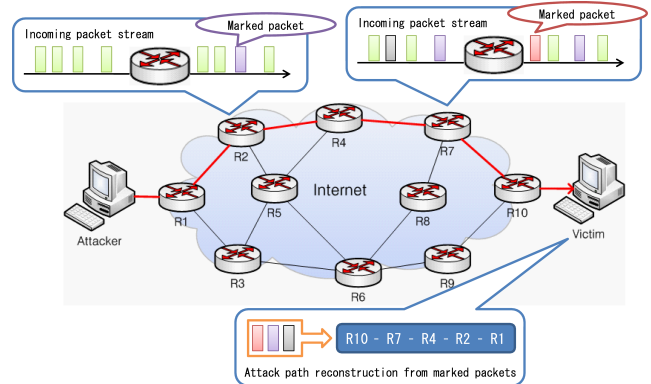 Marked packet
Incoming packet stream
Marked packet
Incoming packet stream
R2
R4
R7
Internet
R1
R5
R8
R10
Attacker
Victim
R3
R6
R9
R10 - R7 - R4 - R2 - R1
Attack path reconstruction from marked packets